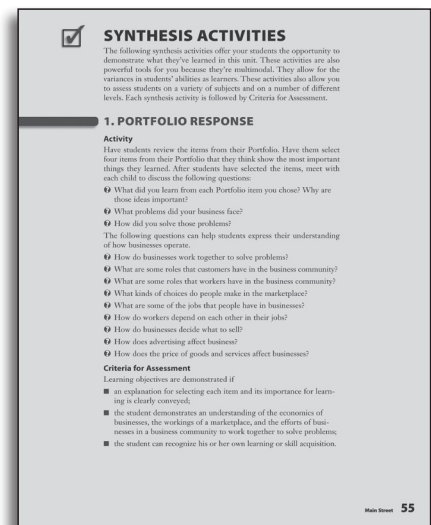 SYNTHESIS ACTIVITIES
The following synthesis activities offer your students the opportunity to
demonstrate what they've learned in this unit. These activities are also
powerful tools for you because they're multimodal. They allow for the
variances in students' abilities as learners. These activities also allow you
to assess students on a variety of subjects and on a number of different
levels. Each synthesis activity is followed by Criteria for Assessment.
1. PORTFOLIO RESPONSE
Activity
Have students review the items from their Portfolio. Have them select
four items from their Portfolio that they think show the most important
things they learned. After students have selected the items, meet with
each child to discuss the following questions:
What did you learn from each Portfolio item you chose? Why are
those ideas important?
What problems did your business face?
How did you solve those problems?
The following questions can help students express their understanding
of how businesses operate.
How do businesses work together to solve problems?
What are some roles that customers have in the business community?
What are some roles that workers have in the business community?
What kinds of choices do people make in the marketplace?
What are some of the jobs that people have in businesses?
How do workers depend on each other in their jobs?
How do businesses decide what to sell?
How does advertising affect business?
How does the price of goods and services affect businesses?
Criteria for Assessment
Learning objectives are demonstrated if
■ an explanation for selecting each item and its importance for learn-
ing is clearly conveyed;
■ the student demonstrates an understanding of the economics of
businesses, the workings of a marketplace, and the efforts of busi-
nesses in a business community to work together to solve problems;
■ the student can recognize his or her own learning or skill acquisition.
Main Street 55